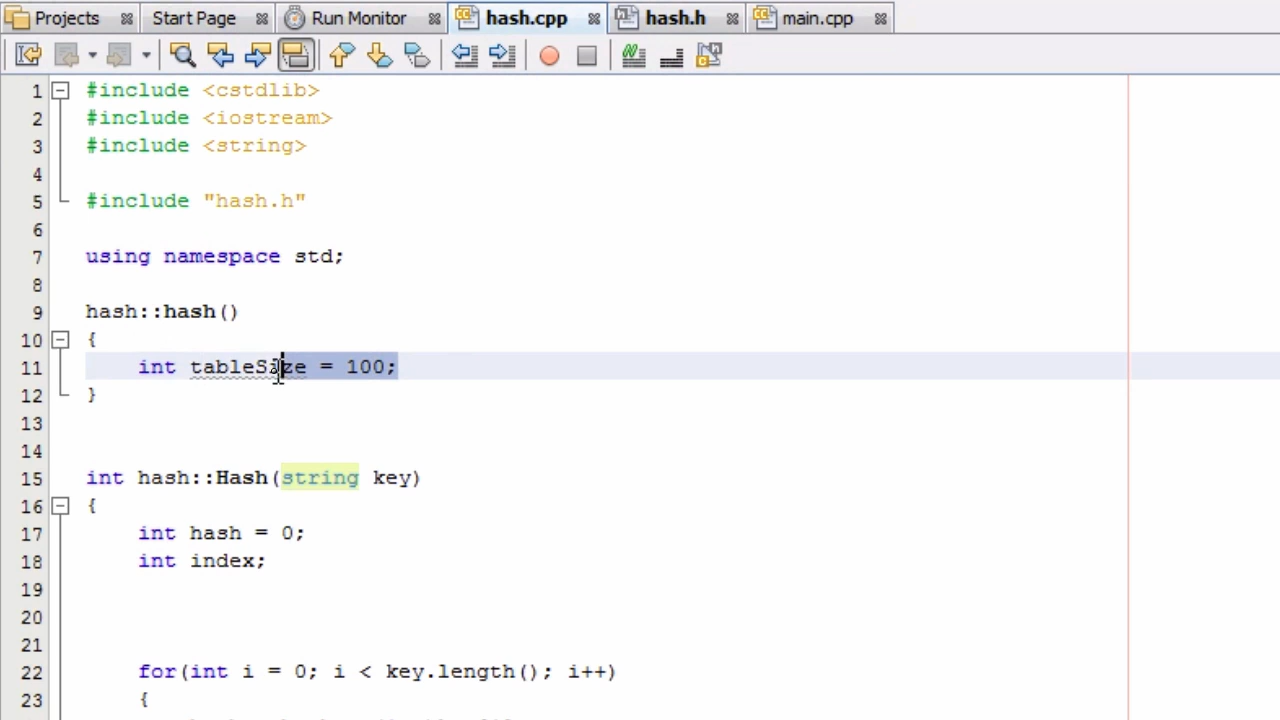 Projects Start Page Run Monitor hash.cpp hash.h main.cpp
1 #include <cstdlib>
2 #include <iostream>
3 #include <string>
4
5 #include "hash.h"
6
7 using namespace std;
8
9 hash::hash()
10 {
11 int tableSize = 100;
12 }
13
14
15 int hash::Hash(string key)
16 {
17 int hash = 0;
18 int index;
19
20
21
22 for(int i = 0; i < key.length(); i++)
23 {